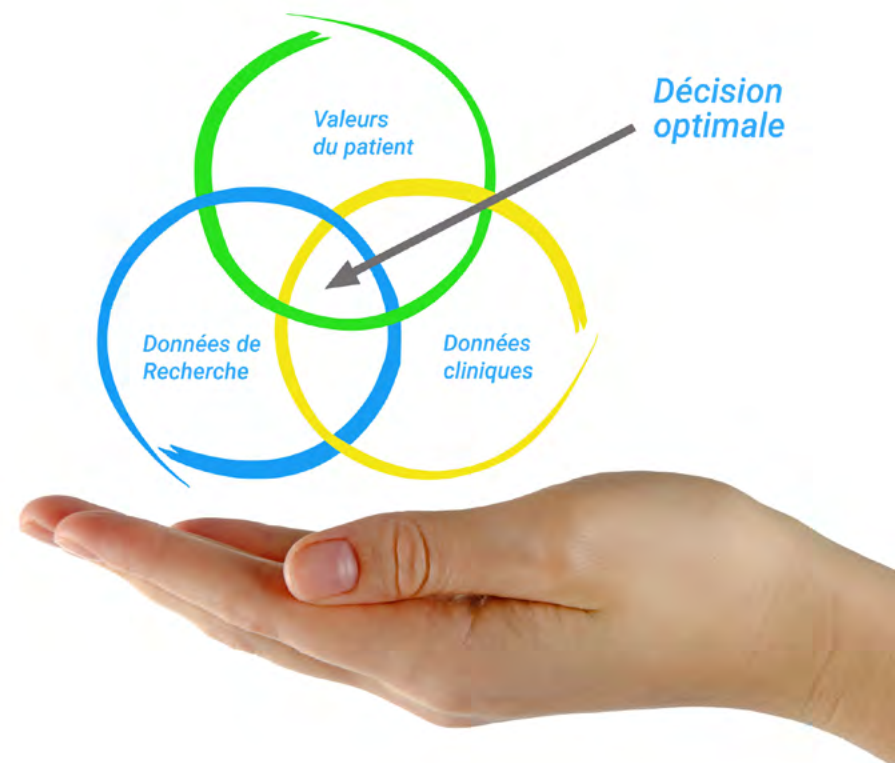 Décision
optimale
Valeurs
du patient
Données de
Recherche
Données
cliniques